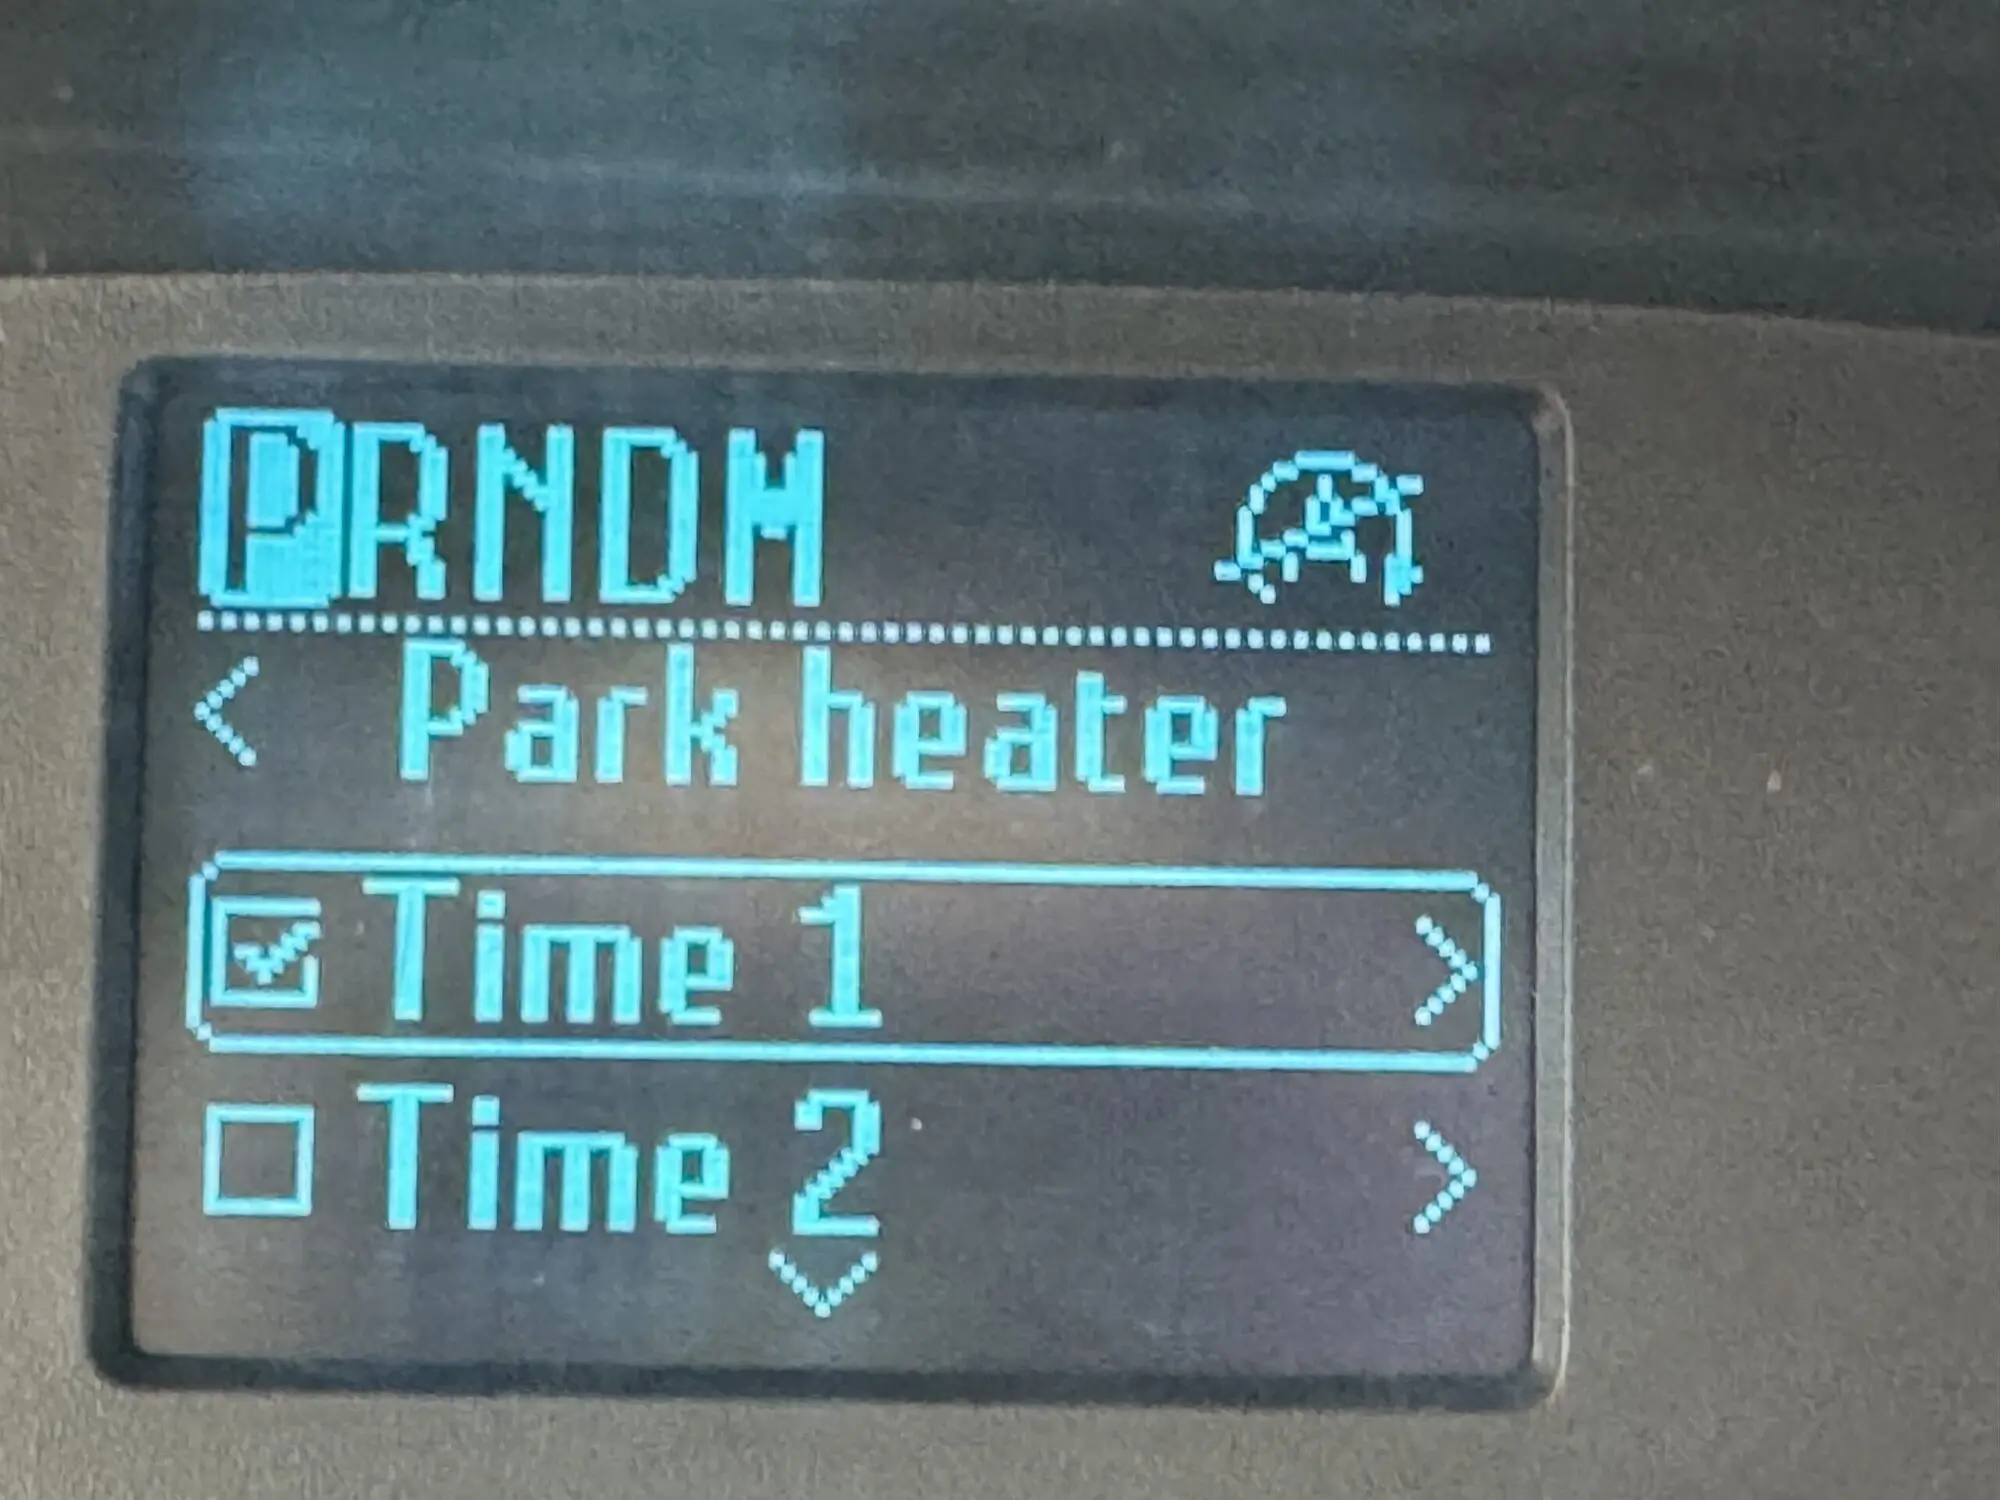 PRNDM
Park heater
Time 1
Time 2